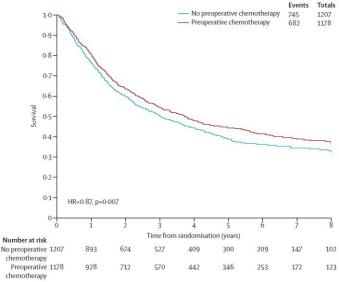 Events Totals
No preoperative chemotherapy 745 1207
Preoperative chemotherapy 682 1178
1·0
0·9
0·8
0·7
0·6
0·5
0·4
0·3
0·2
0·1
0
Survival
HR=0·87, p=0·007
0 1 2 3 4 5 6 7 8
Time from randomisation (years)
Number at risk
No preoperative 1207 893 674 527 409 300 209 147 102
chemotherapy
Preoperative 1178 928 712 570 442 346 253 172 123
chemotherapy